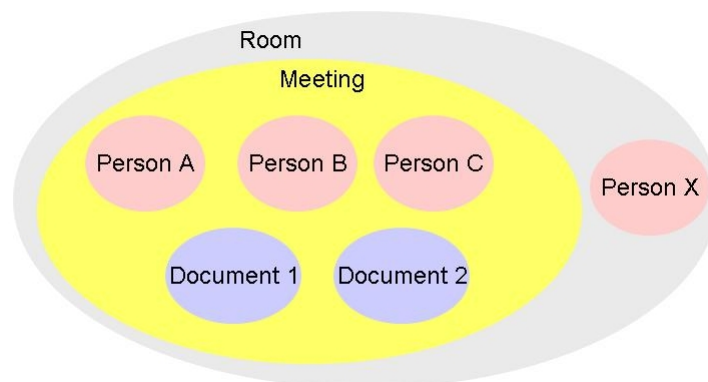 Room
Meeting
Person A
Person B
Person C
Person X
Document 1
Document 2